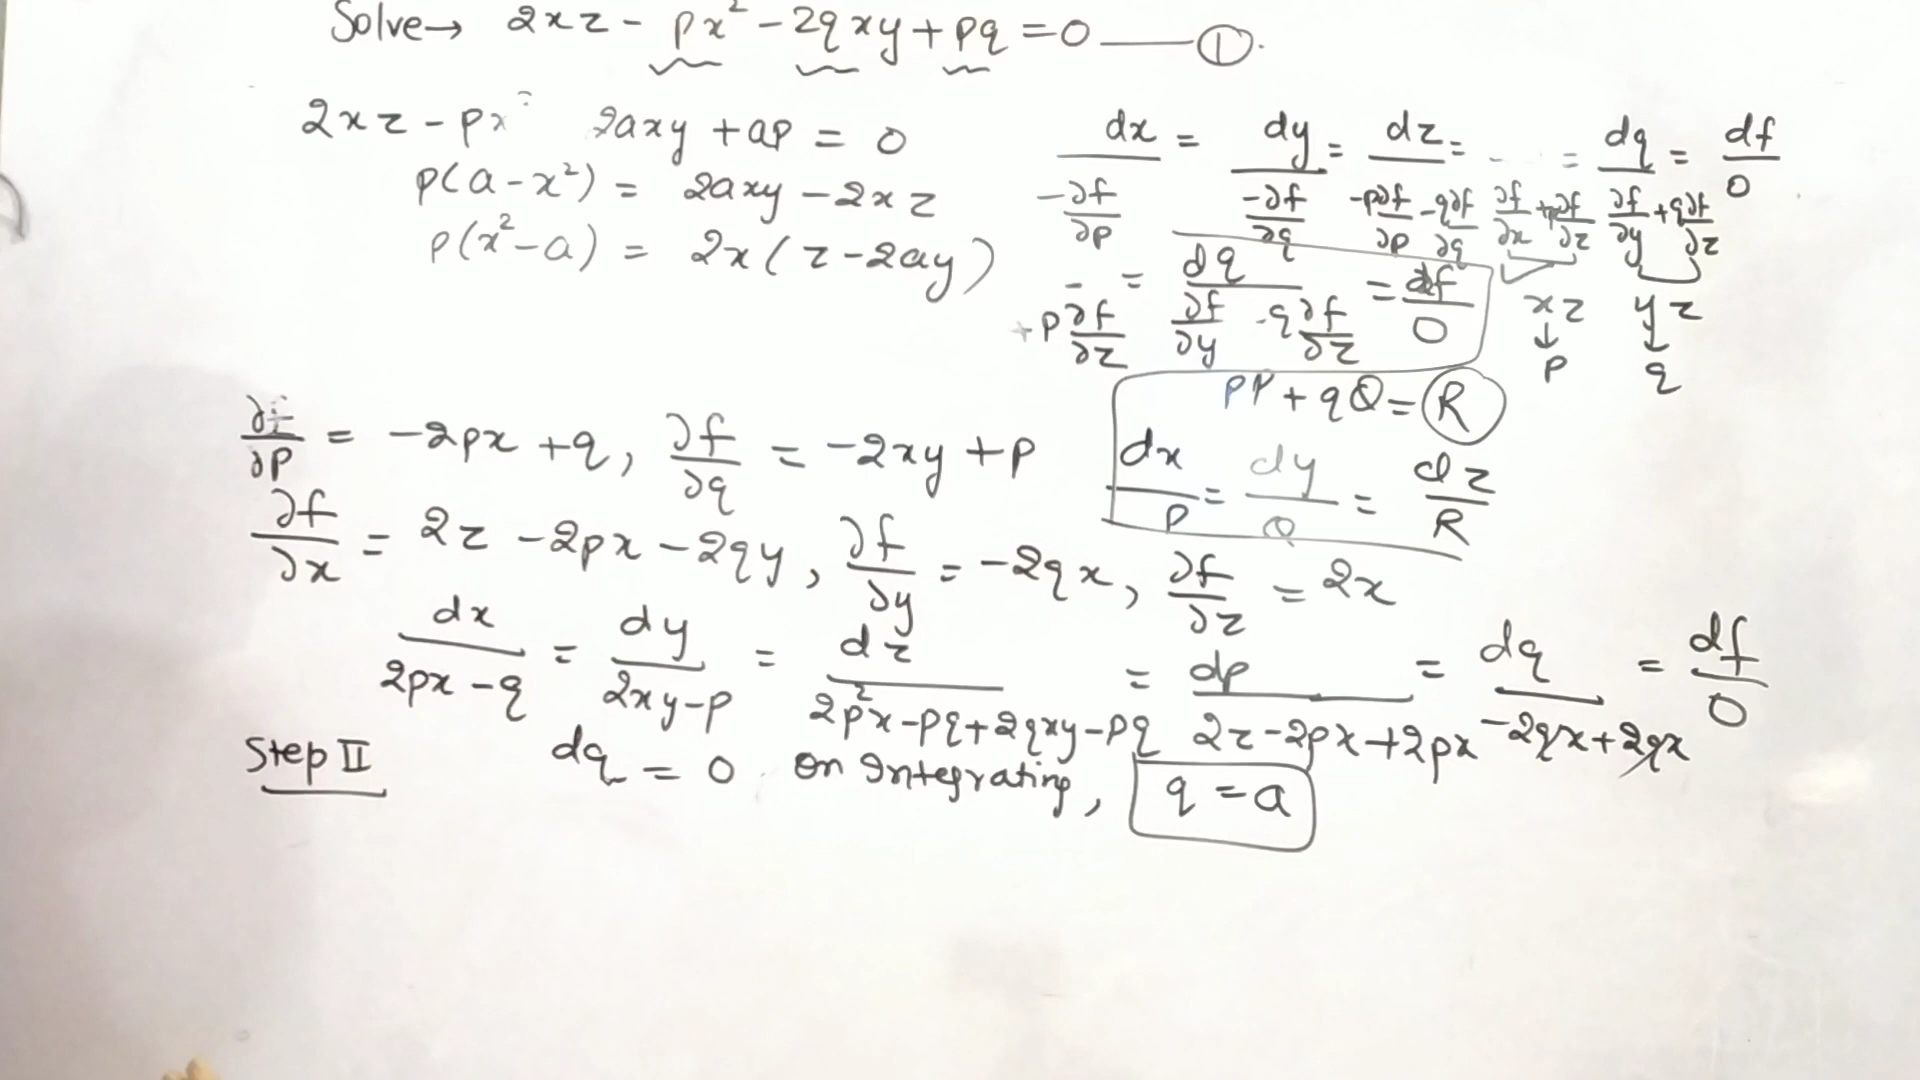 Solve→ 2xz - px² - 2qxy + pq = 0 —— ①.
2xz - px² 2axy + ap = 0
p(a-x²) = 2axy - 2xz
p(x²-a) = 2x(z-2ay)
dx/(-∂f/∂p) = dy/(-∂f/∂q) = dz/(-p∂f/∂p - q∂f/∂q) = - = /(∂f/∂x + p∂f/∂z) = dq/(∂f/∂y + q∂f/∂z) = df/0
+p∂f/∂z = dq/(∂f/∂y - q∂f/∂z) = df/0
xz yz
↓ ↓
p q
pP + qQ = R
dx/P = dy/Q = dz/R
∂f/∂p = -2px + q, ∂f/∂q = -2xy + p
∂f/∂x = 2z - 2px - 2qy, ∂f/∂y = -2qx, ∂f/∂z = 2x
dx/(2px-q) = dy/(2xy-p) = dz/(2p²x-pq+2qxy-pq) = dp/(2z-2px+2px) = dq/(-2qx+2qx) = df/0
Step II dq = 0 on Integrating, q = a